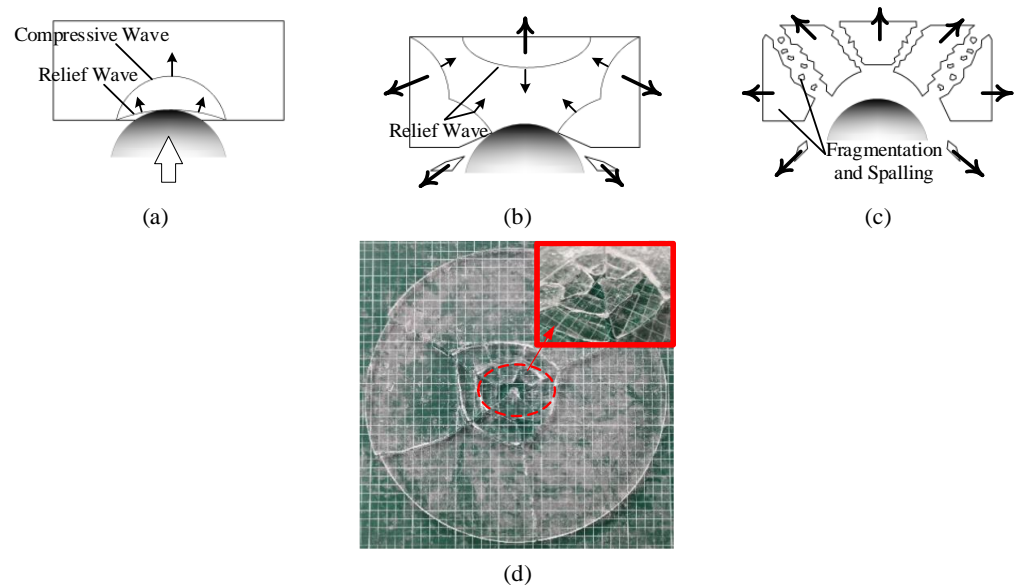 Compressive Wave
Relief Wave
(a)
Relief Wave
(b)
Fragmentation
and Spalling
(c)
(d)